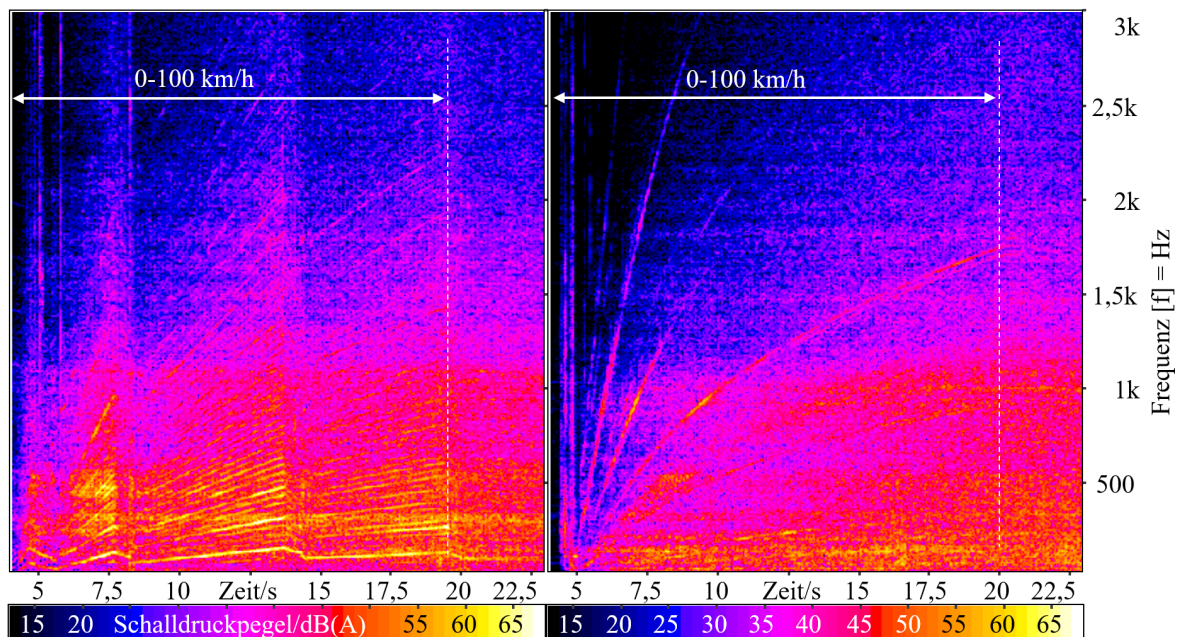 0-100 km/h
0-100 km/h
3k
2,5k
2k
1,5k
1k
500
Frequenz [f] = Hz
5 7,5 10 Zeit/s 15 17,5 20 22,5
5 7,5 10 Zeit/s 15 17,5 20 22,5
15 20 Schalldruckpegel/dB(A) 55 60 65
15 20 25 30 35 40 45 50 55 60 65